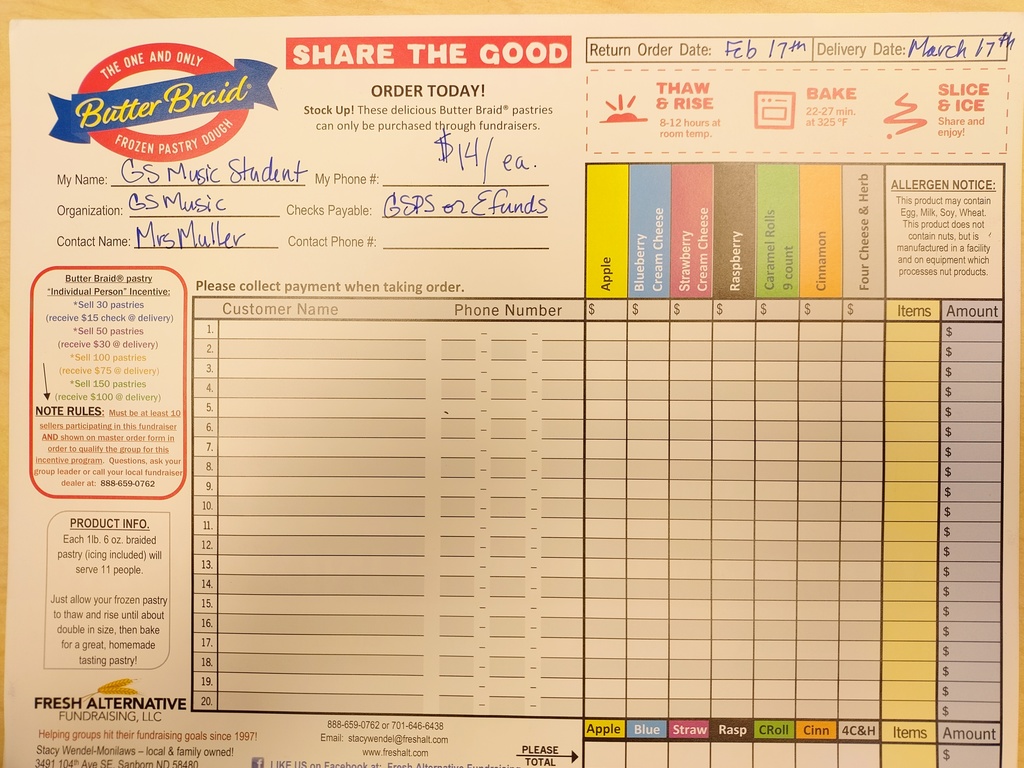 THE ONE AND ONLY
Butter Braid®
FROZEN PASTRY DOUGH
SHARE THE GOOD
ORDER TODAY!
Stock Up! These delicious Butter Braid® pastries
can only be purchased through fundraisers.
$14/ ea.
Return Order Date: Feb 17th Delivery Date: March 17th
THAW & RISE
8-12 hours at
room temp.
BAKE
22-27 min.
at 325 °F
SLICE & ICE
Share and
enjoy!
My Name: GS Music Student My Phone #:
Organization: GS Music Checks Payable: GSPS or Efunds
Contact Name: Mrs Muller Contact Phone #:
Apple
Blueberry
Cream Cheese
Strawberry
Cream Cheese
Raspberry
Caramel Rolls
9 count
Cinnamon
Four Cheese & Herb
ALLERGEN NOTICE:
This product may contain
Egg, Milk, Soy, Wheat.
This product does not
contain nuts, but is
manufactured in a facility
and on equipment which
processes nut products.
Butter Braid® pastry
"Individual Person" Incentive:
*Sell 30 pastries
(receive $15 check @ delivery)
*Sell 50 pastries
(receive $30 @ delivery)
*Sell 100 pastries
(receive $75 @ delivery)
*Sell 150 pastries
(receive $100 @ delivery)
NOTE RULES: Must be at least 10
sellers participating in this fundraiser
AND shown on master order form in
order to qualify the group for this
incentive program. Questions, ask your
group leader or call your local fundraiser
dealer at: 888-659-0762
PRODUCT INFO.
Each 1lb. 6 oz. braided
pastry (icing included) will
serve 11 people.
Just allow your frozen pastry
to thaw and rise until about
double in size, then bake
for a great, homemade
tasting pastry!
Please collect payment when taking order.
Customer Name Phone Number $ $ $ $ $ $ $ Items Amount
1. _ _ $
2. _ _ $
3. _ _ $
4. _ _ $
5. _ _ $
6. _ _ $
7. _ _ $
8. _ _ $
9. _ _ $
10. _ _ $
11. _ _ $
12. _ _ $
13. _ _ $
14. _ _ $
15. _ _ $
16. _ _ $
17. _ _ $
18. _ _ $
19. _ _ $
20. _ _ $
Apple Blue Straw Rasp CRoll Cinn 4C&H Items Amount
PLEASE
TOTAL
$
FRESH ALTERNATIVE
FUNDRAISING, LLC
Helping groups hit their fundraising goals since 1997!
Stacy Wendel-Monilaws – local & family owned!
3491 104th Ave SE, Sanborn ND 58480
888-659-0762 or 701-646-6438
Email: stacywendel@freshalt.com
www.freshalt.com
LIKE US on Facebook at: Fresh Alternative Fundraising